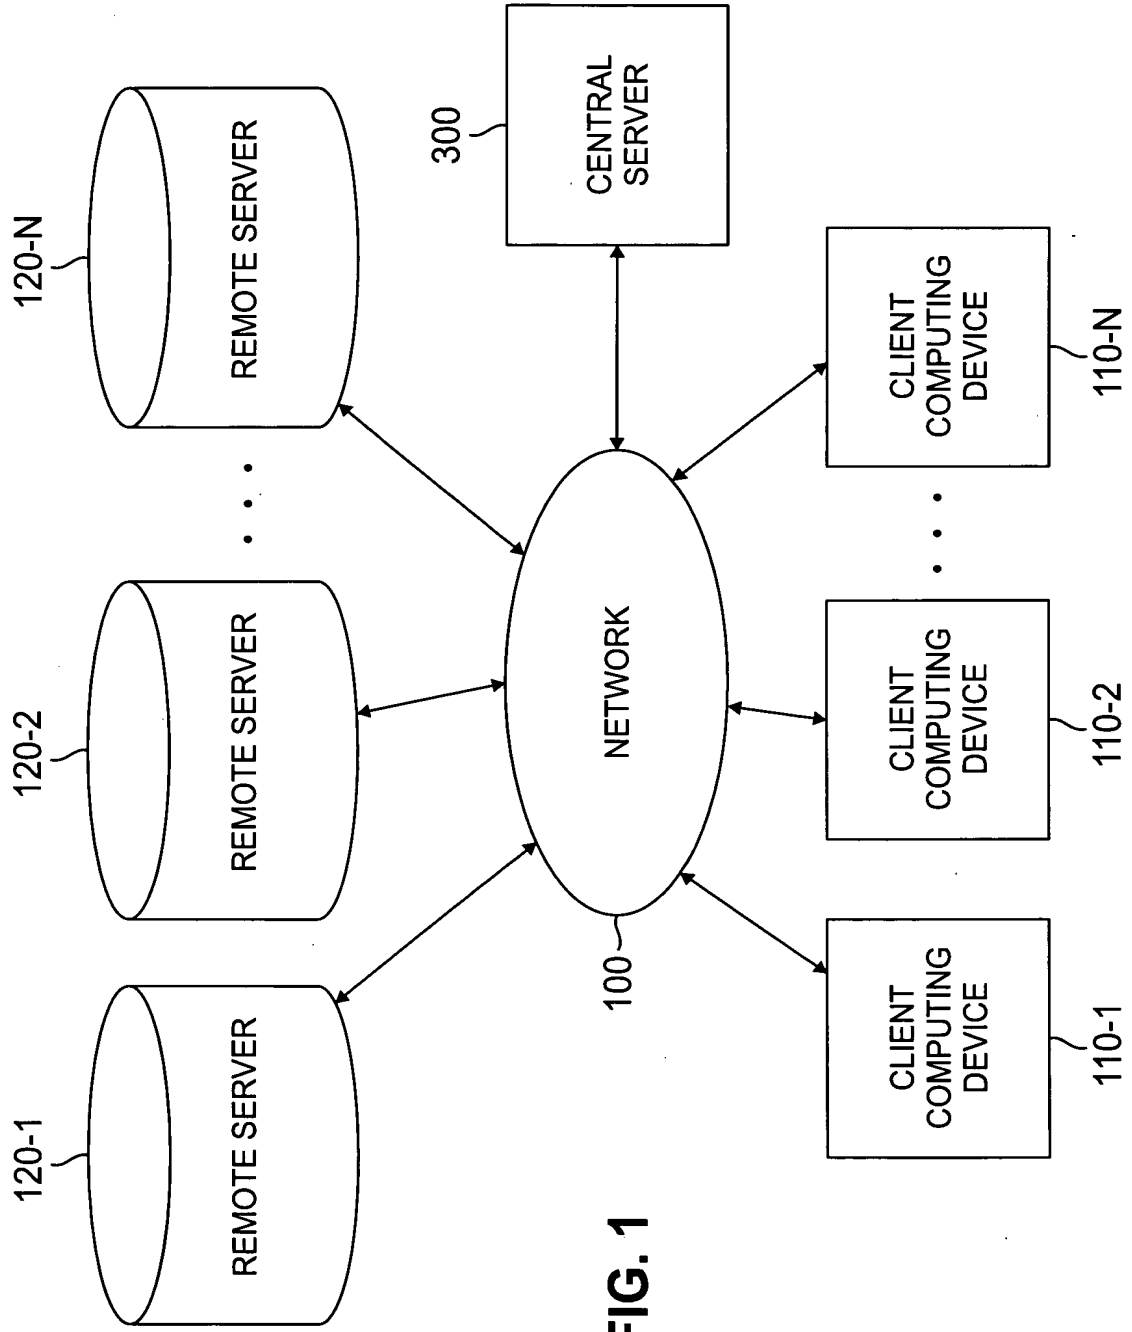 120-1
120-2
120-N
REMOTE SERVER
REMOTE SERVER
REMOTE SERVER
300
CENTRAL
SERVER
NETWORK
100
CLIENT
COMPUTING
DEVICE
CLIENT
COMPUTING
DEVICE
CLIENT
COMPUTING
DEVICE
110-1
110-2
110-N
FIG. 1